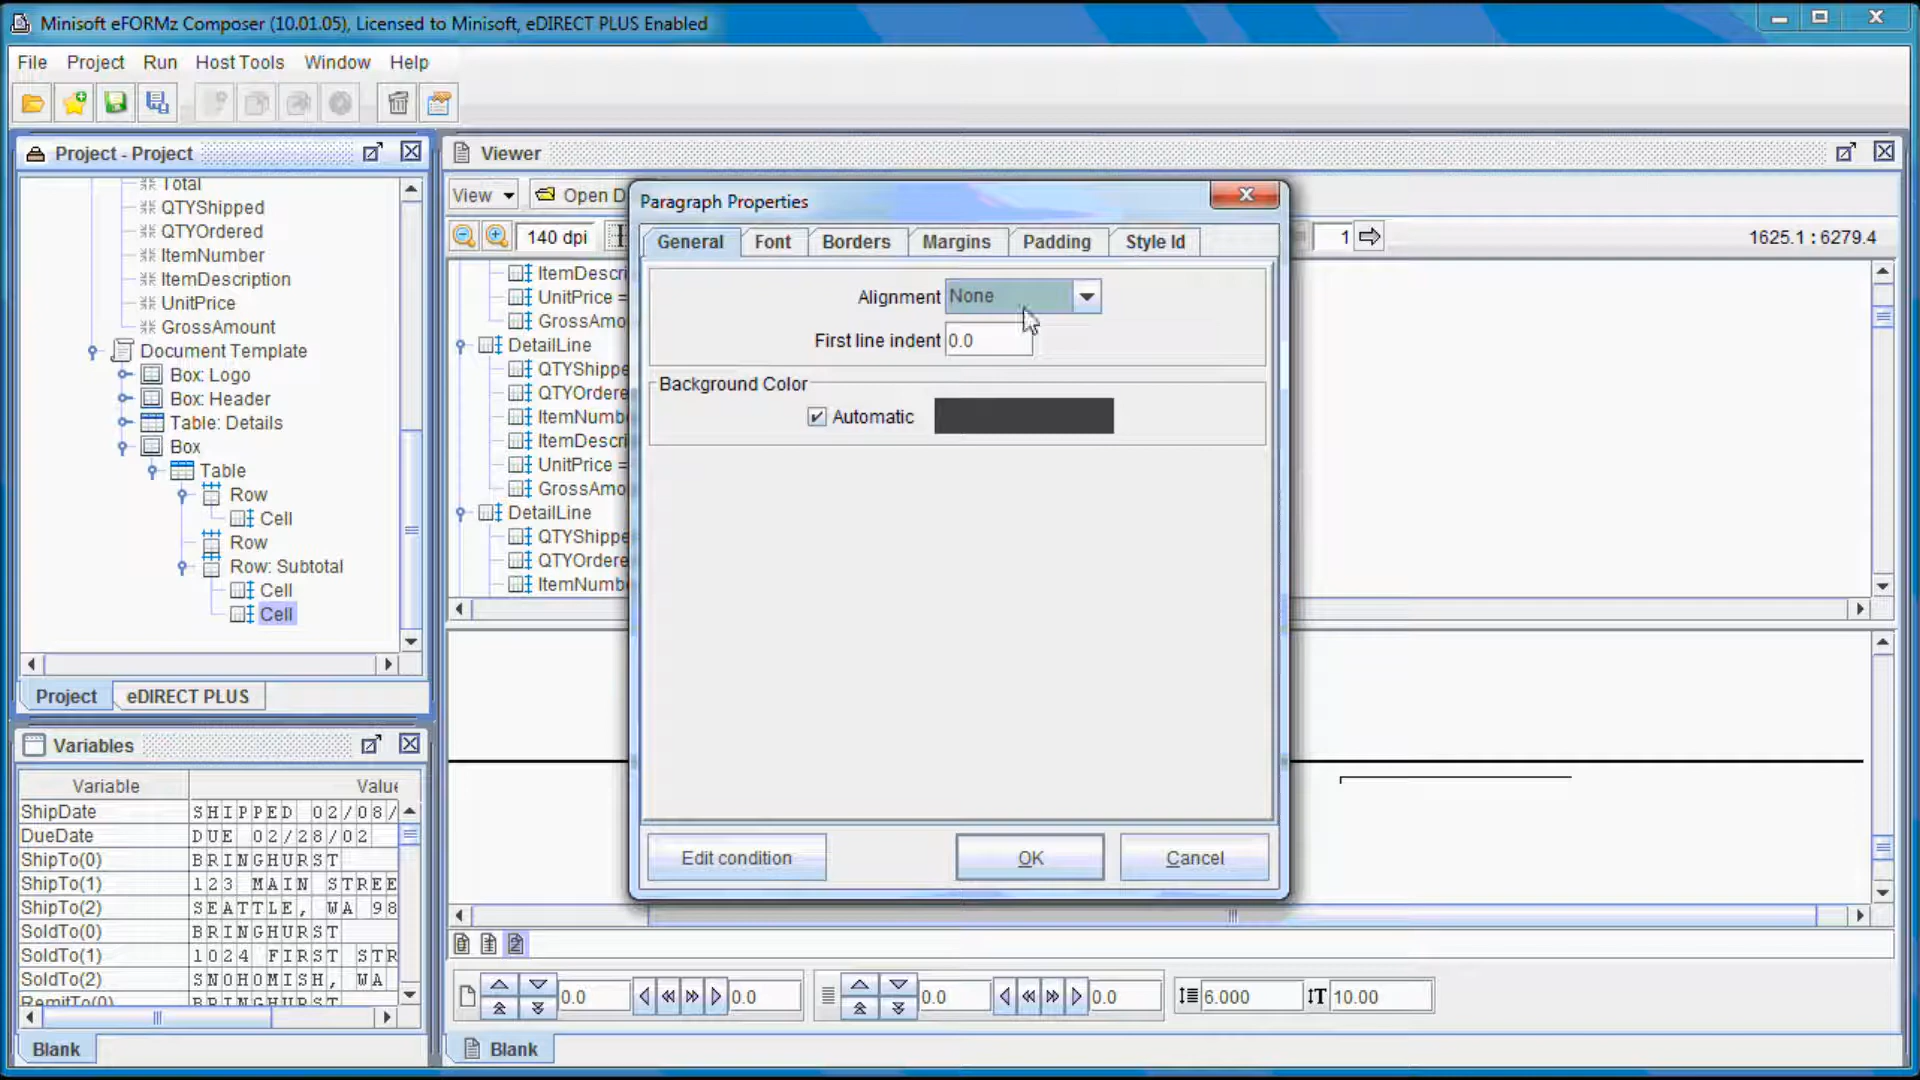 Minisoft eFORMz Composer (10.01.05), Licensed to Minisoft, eDIRECT PLUS Enabled
File Project Run Host Tools Window Help
Project - Project
Total
QTYShipped
QTYOrdered
ItemNumber
ItemDescription
UnitPrice
GrossAmount
Document Template
Box: Logo
Box: Header
Table: Details
Box
Table
Row
Cell
Row
Row: Subtotal
Cell
Cell
Project eDIRECT PLUS
Variables
Variable Value
ShipDate SHIPPED 02/08/
DueDate DUE 02/28/02
ShipTo(0) BRINGHURST
ShipTo(1) 123 MAIN STREE
ShipTo(2) SEATTLE, WA 98
SoldTo(0) BRINGHURST
SoldTo(1) 1024 FIRST STR
SoldTo(2) SNOHOMISH, WA
RemitTo(0) BRINGHURST
Blank
Viewer
View Open D
140 dpi 1 1625.1 : 6279.4
ItemDescri
UnitPrice =
GrossAmo
DetailLine
QTYShippe
QTYOrdere
ItemNumb
ItemDescri
UnitPrice =
GrossAmo
DetailLine
QTYShippe
QTYOrdere
ItemNumb
Paragraph Properties
General Font Borders Margins Padding Style Id
Alignment None
First line indent 0.0
Background Color
Automatic
Edit condition OK Cancel
0.0 0.0 0.0 0.0 6.000 10.00
Blank